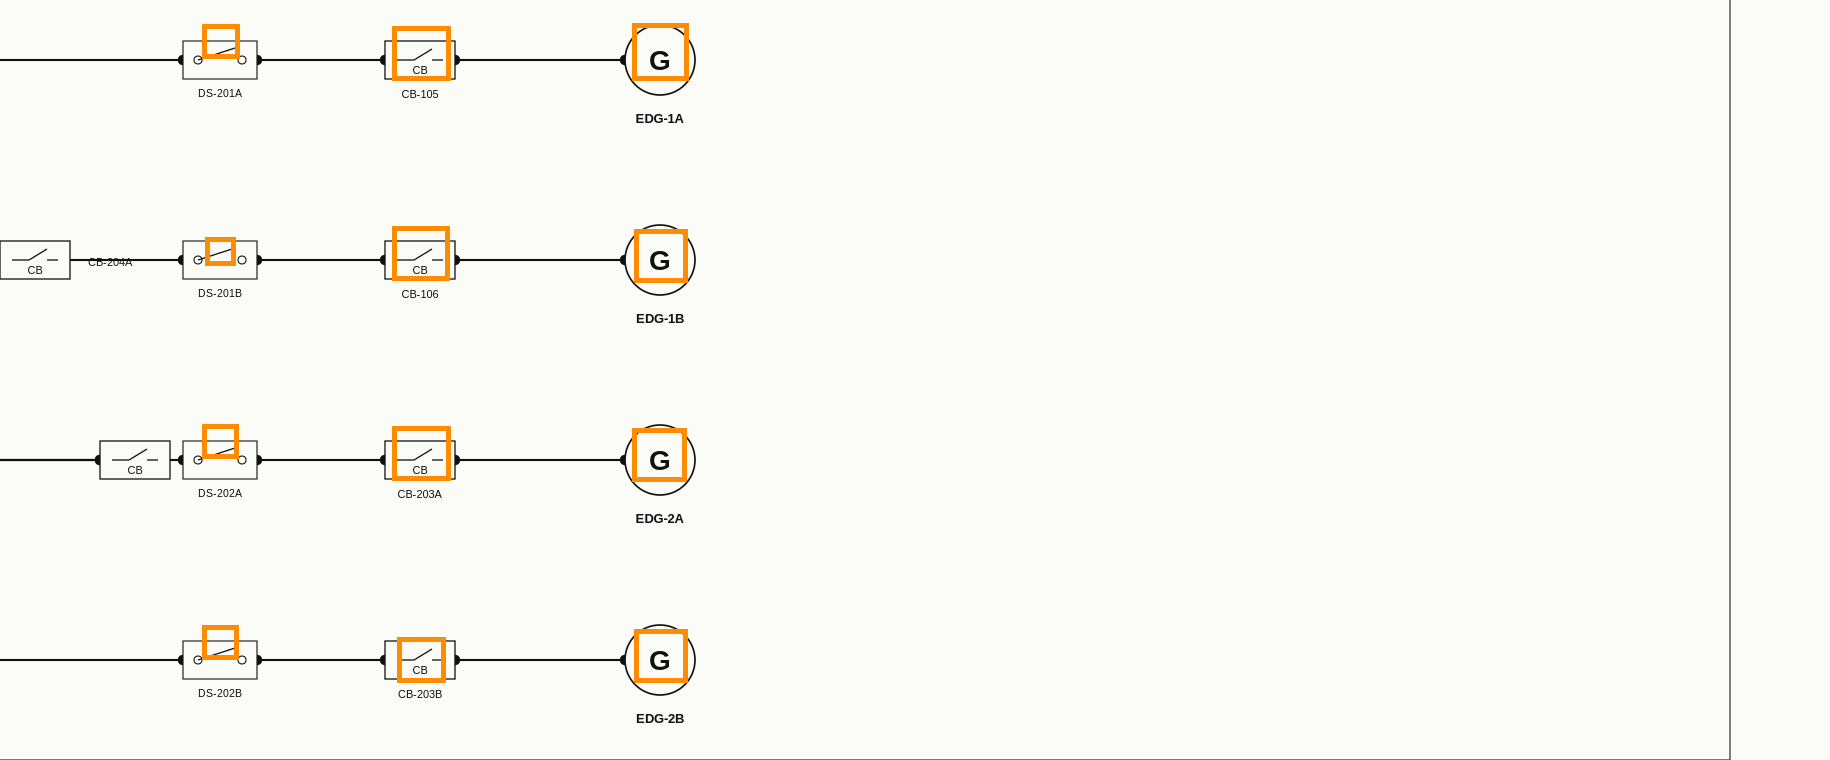 CB G
DS-201A CB-105
EDG-1A
CB CB-204A CB G
DS-201B CB-106
EDG-1B
CB CB G
DS-202A CB-203A
EDG-2A
CB G
DS-202B CB-203B
EDG-2B